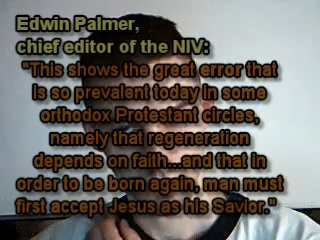 Edwin Palmer,
chief editor of the NIV:
"This shows the great error that
is so prevalent today in some
orthodox Protestant circles,
namely that regeneration
depends on faith...and that in
order to be born again, man must
first accept Jesus as his Savior."